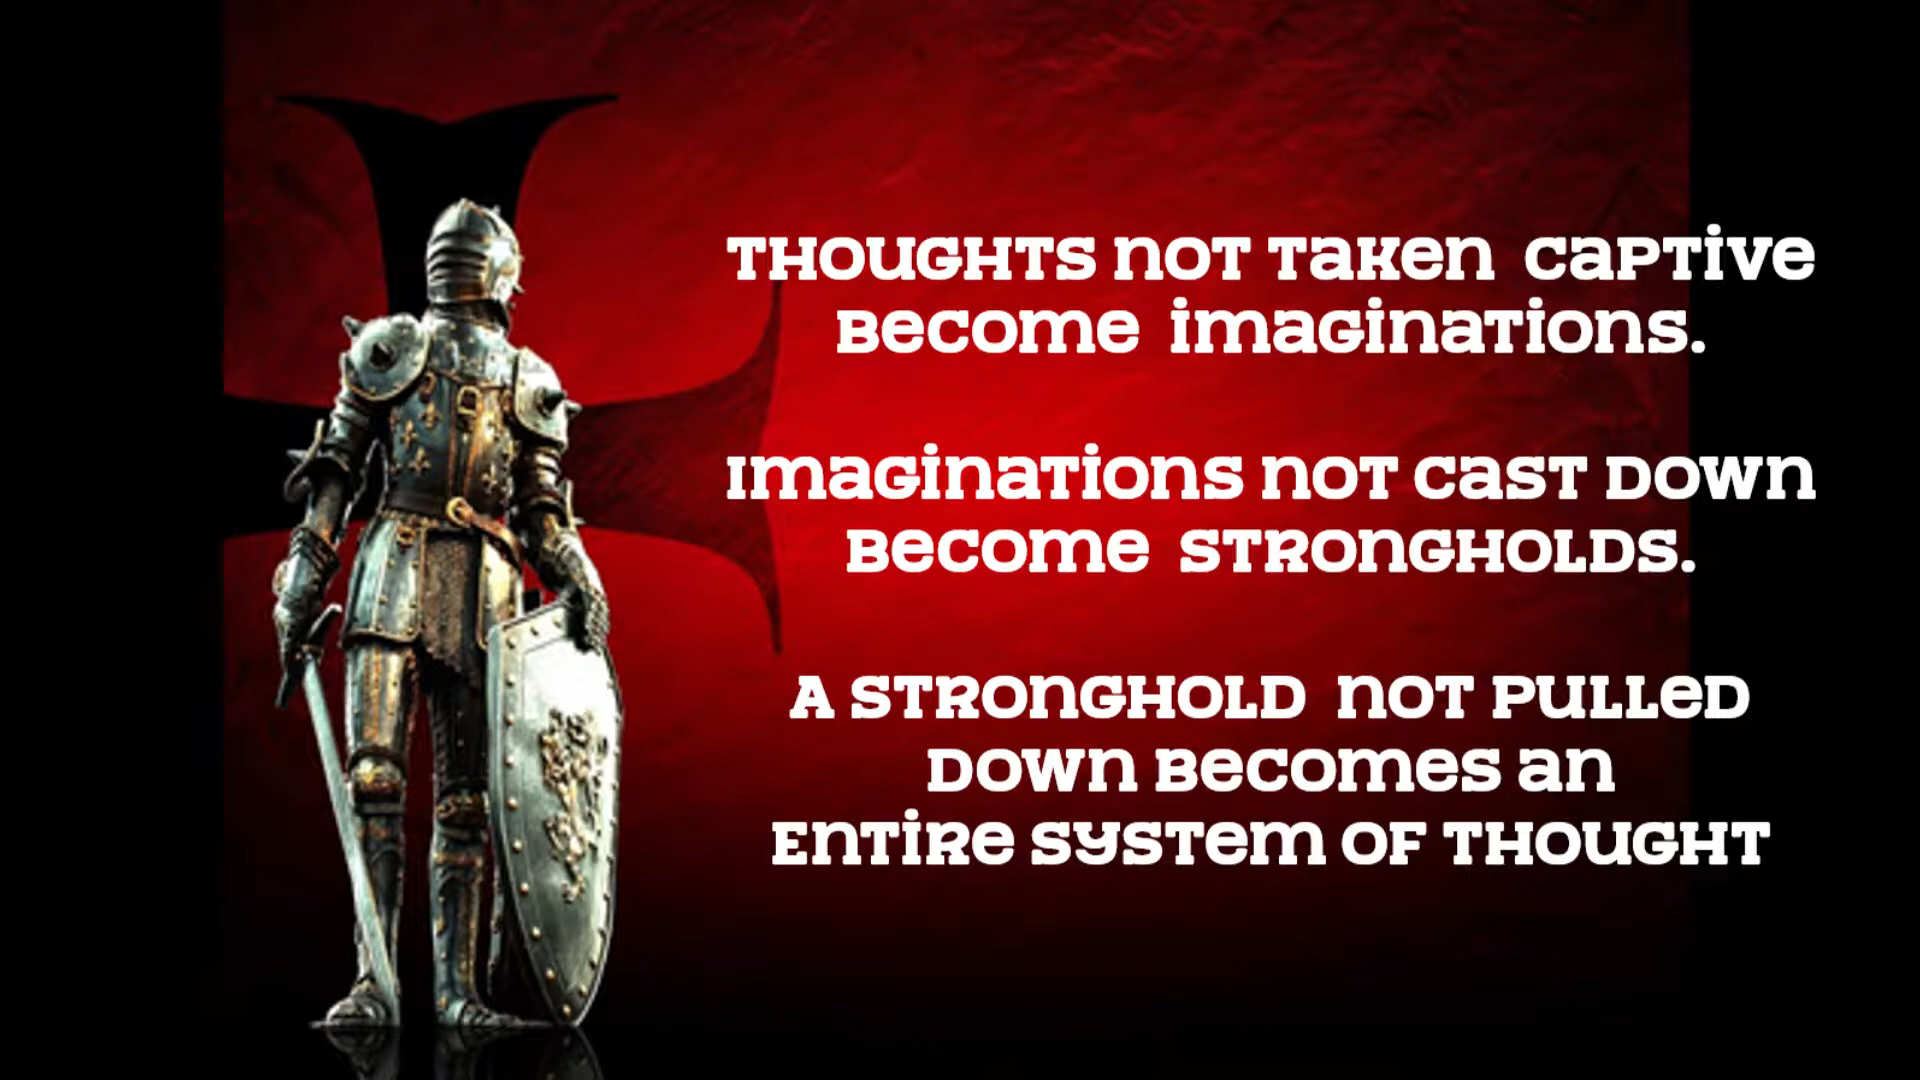 THOUGHTS NOT TAKEN CAPTIVE
BECOME IMAGINATIONS.
IMAGINATIONS NOT CAST DOWN
BECOME STRONGHOLDS.
A STRONGHOLD NOT PULLED
DOWN BECOMES AN
ENTIRE SYSTEM OF THOUGHT